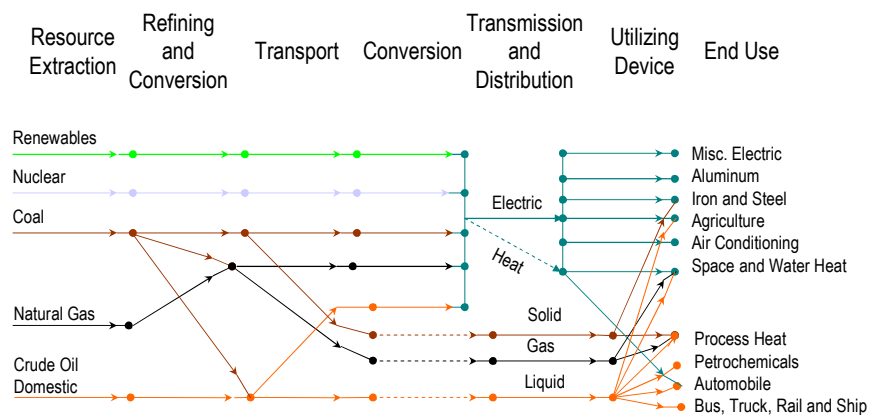 Resource
Extraction
Refining
and
Conversion
Transport
Conversion
Transmission
and
Distribution
Utilizing
Device
End Use
Renewables
Nuclear
Coal
Natural Gas
Crude Oil
Domestic
Electric
Heat
Solid
Gas
Liquid
Misc. Electric
Aluminum
Iron and Steel
Agriculture
Air Conditioning
Space and Water Heat
Process Heat
Petrochemicals
Automobile
Bus, Truck, Rail and Ship